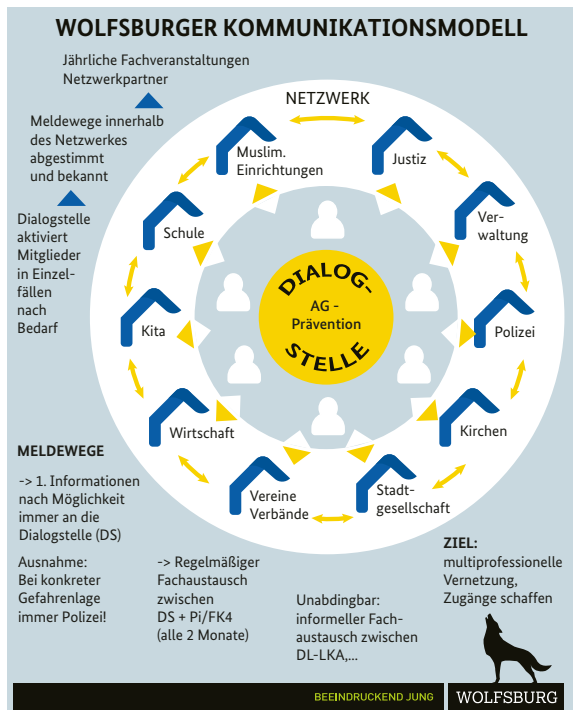 WOLFSBURGER KOMMUNIKATIONSMODELL
Jährliche Fachveranstaltungen
Netzwerkpartner
Meldewege innerhalb
des Netzwerkes
abgestimmt
und bekannt
Dialogstelle
aktiviert
Mitglieder
in Einzel-
fällen
nach
Bedarf
NETZWERK
Muslim.
Einrichtungen
Justiz
Schule
Ver-
waltung
Kita
Polizei
Wirtschaft
Kirchen
Vereine
Verbände
Stadt-
gesellschaft
DIALOG-
AG -
Prävention
STELLE
MELDEWEGE
-> 1. Informationen
nach Möglichkeit
immer an die
Dialogstelle (DS)
Ausnahme:
Bei konkreter
Gefahrenlage
immer Polizei!
-> Regelmäßiger
Fachaustausch
zwischen
DS + Pi/FK4
(alle 2 Monate)
Unabdingbar:
informeller Fach-
austausch zwischen
DL-LKA,...
ZIEL:
multiprofessionelle
Vernetzung,
Zugänge schaffen
BEEINDRUCKEND JUNG
WOLFSBURG